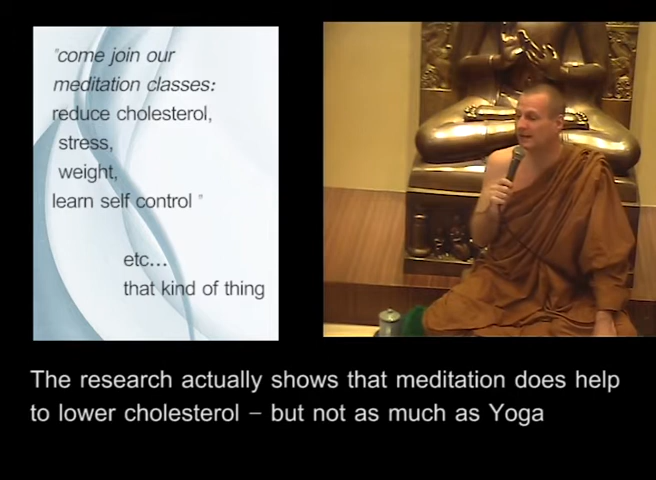 "come join our
meditation classes:
reduce cholesterol,
stress,
weight,
learn self control "
etc...
that kind of thing
The research actually shows that meditation does help
to lower cholesterol – but not as much as Yoga